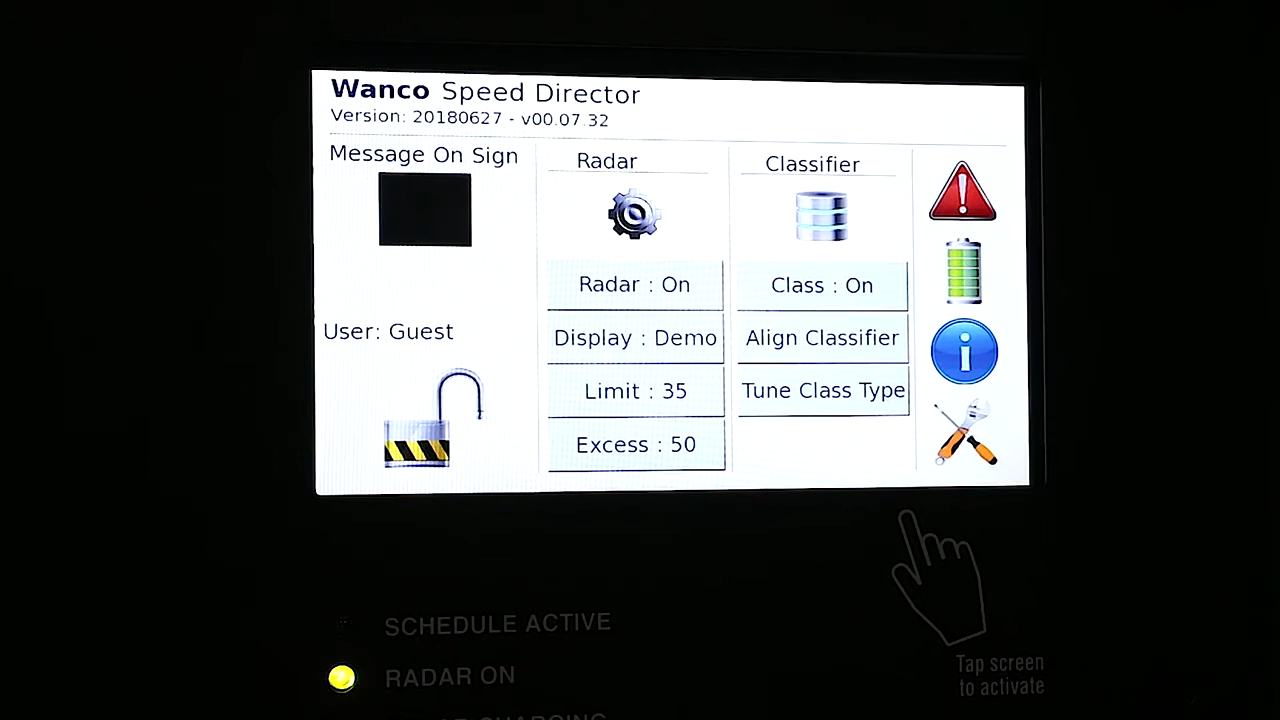 Wanco Speed Director
Version: 20180627 - v00.07.32
Message On Sign
Radar
Classifier
Radar : On
Class : On
User: Guest
Display : Demo
Align Classifier
Limit : 35
Tune Class Type
Excess : 50
SCHEDULE ACTIVE
RADAR ON
Tap screen
to activate
CHARGING